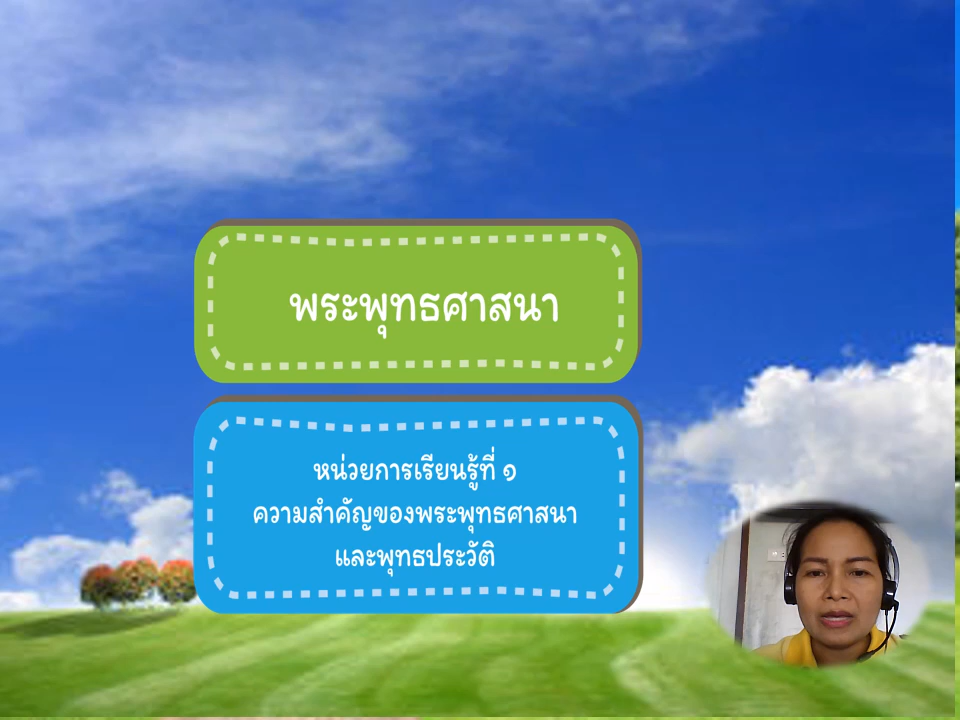 พระพุทธศาสนา
หน่วยการเรียนรู้ที่ ๑
ความสำคัญของพระพุทธศาสนา
และพุทธประวัติ